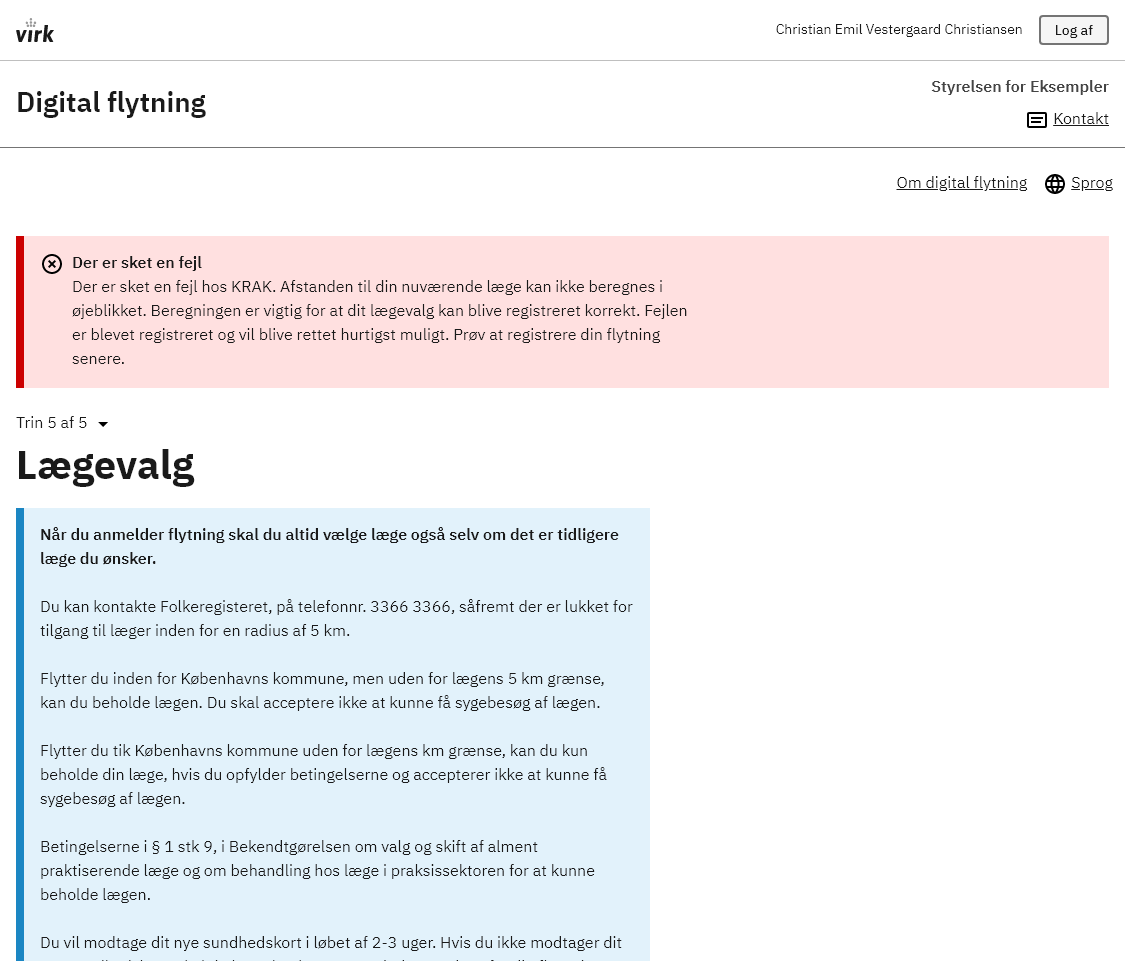 virk
Christian Emil Vestergaard Christiansen
Log af
Digital flytning
Styrelsen for Eksempler
Kontakt
Om digital flytning
Sprog
Der er sket en fejl
Der er sket en fejl hos KRAK. Afstanden til din nuværende læge kan ikke beregnes i
øjeblikket. Beregningen er vigtig for at dit lægevalg kan blive registreret korrekt. Fejlen
er blevet registreret og vil blive rettet hurtigst muligt. Prøv at registrere din flytning
senere.
Trin 5 af 5
Lægevalg
Når du anmelder flytning skal du altid vælge læge også selv om det er tidligere
læge du ønsker.
Du kan kontakte Folkeregisteret, på telefonnr. 3366 3366, såfremt der er lukket for
tilgang til læger inden for en radius af 5 km.
Flytter du inden for Københavns kommune, men uden for lægens 5 km grænse,
kan du beholde lægen. Du skal acceptere ikke at kunne få sygebesøg af lægen.
Flytter du tik Københavns kommune uden for lægens km grænse, kan du kun
beholde din læge, hvis du opfylder betingelserne og accepterer ikke at kunne få
sygebesøg af lægen.
Betingelserne i § 1 stk 9, i Bekendtgørelsen om valg og skift af alment
praktiserende læge og om behandling hos læge i praksissektoren for at kunne
beholde lægen.
Du vil modtage dit nye sundhedskort i løbet af 2-3 uger. Hvis du ikke modtager dit